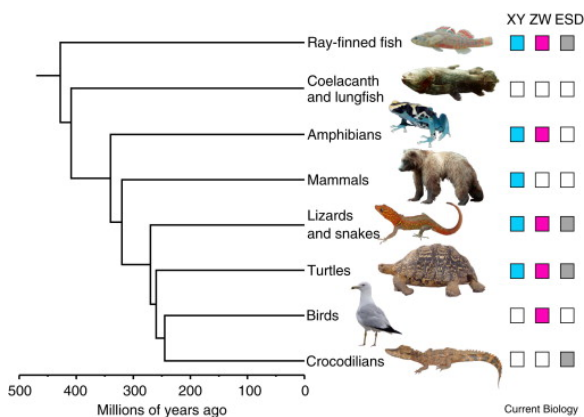 XY ZW ESD
Ray-finned fish
Coelacanth
and lungfish
Amphibians
Mammals
Lizards
and snakes
Turtles
Birds
Crocodilians
500 400 300 200 100 0
Millions of years ago
Current Biology